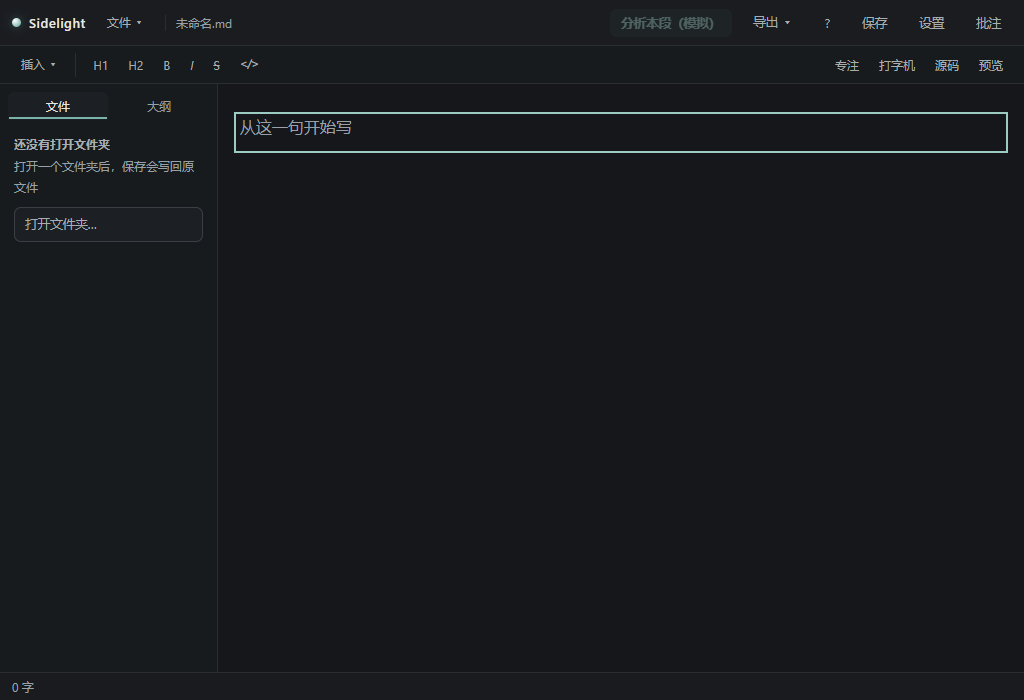 Sidelight 文件 未命名.md 分析本段（模拟） 导出 ? 保存 设置 批注
插入 H1 H2 B I S </> 专注 打字机 源码 预览
文件 大纲
还没有打开文件夹
打开一个文件夹后，保存会写回原
文件
打开文件夹...
从这一句开始写
0 字